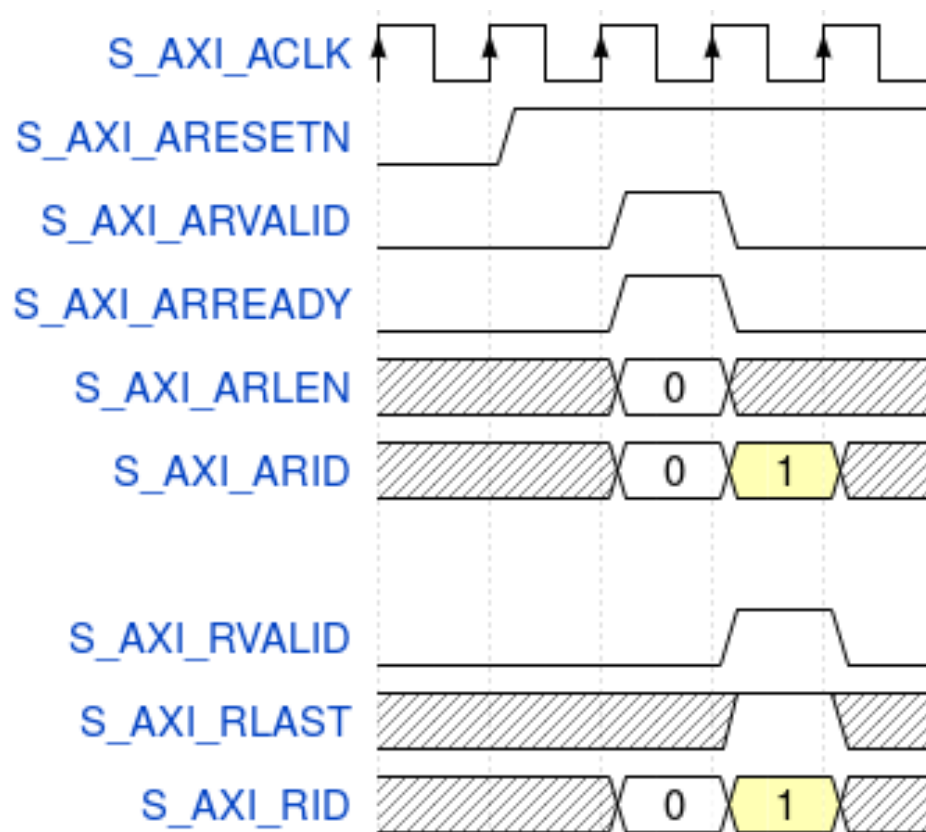 S_AXI_ACLK
S_AXI_ARESETN
S_AXI_ARVALID
S_AXI_ARREADY
S_AXI_ARLEN 0
S_AXI_ARID 0 1
S_AXI_RVALID
S_AXI_RLAST
S_AXI_RID 0 1